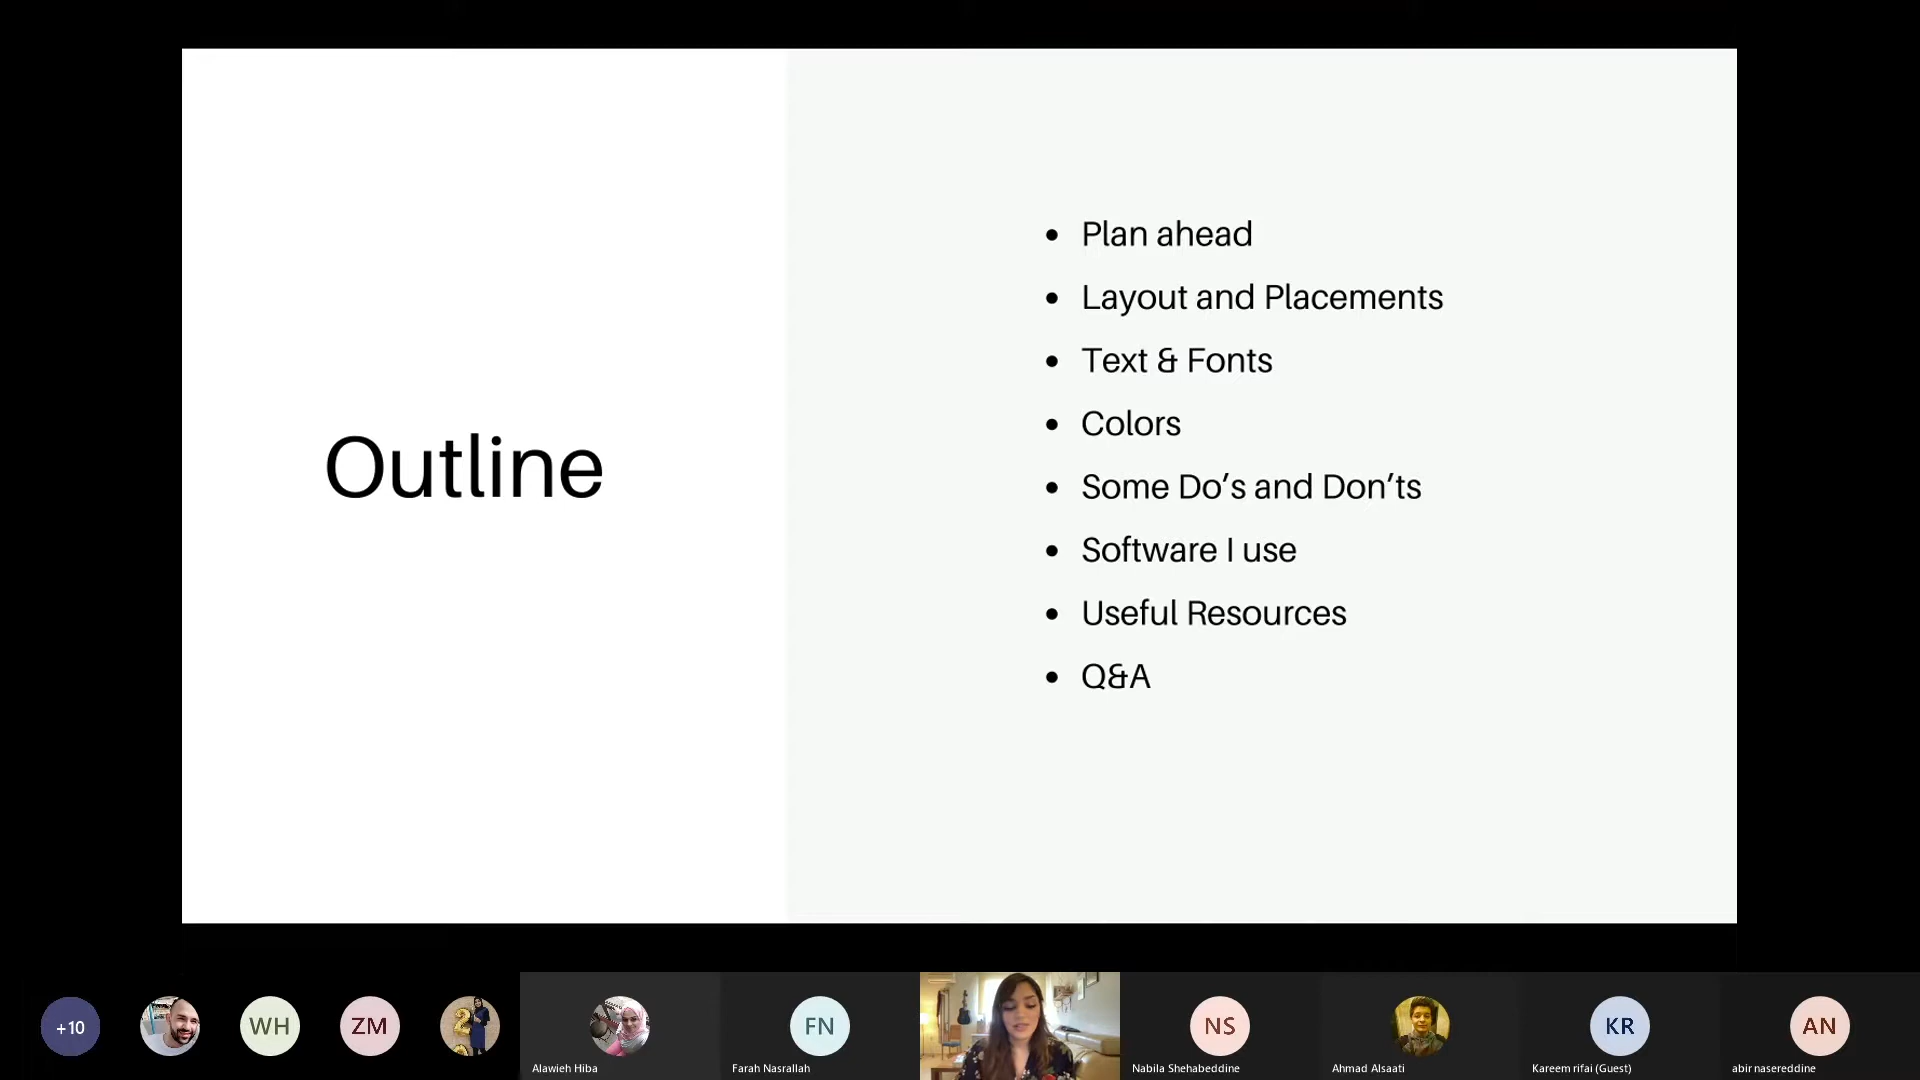 Outline
Plan ahead
Layout and Placements
Text & Fonts
Colors
Some Do’s and Don’ts
Software I use
Useful Resources
Q&A
+10
WH
ZM
2
Alawieh Hiba
FN
Farah Nasrallah
NS
Nabila Shehabeddine
Ahmad Alsaati
KR
Kareem rifai (Guest)
AN
abir nasereddine